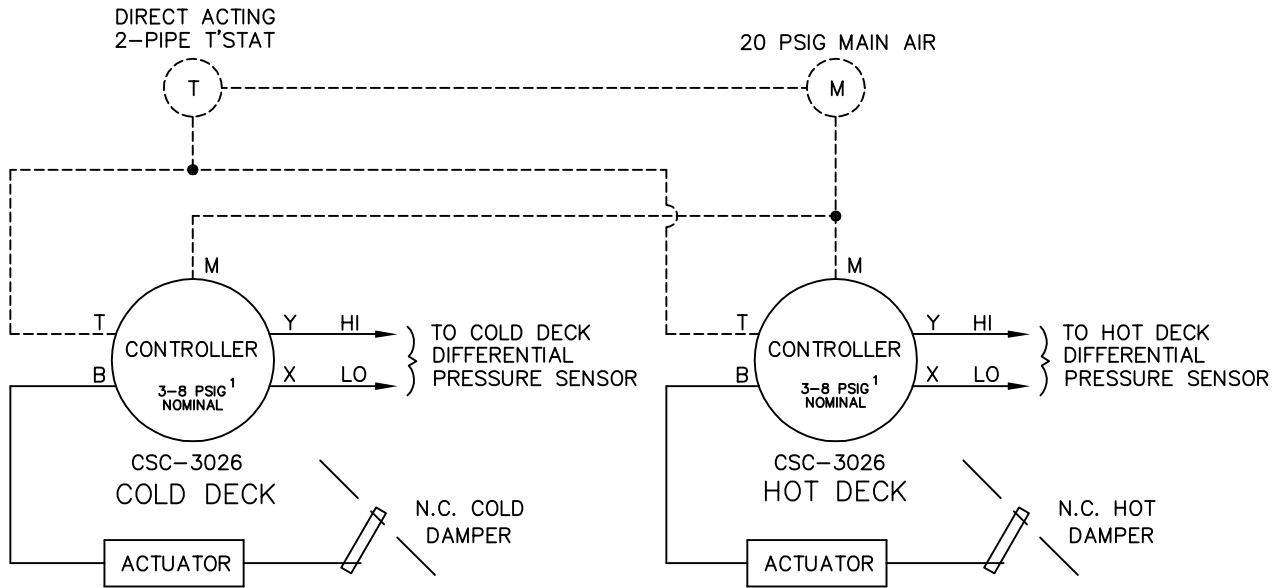 DIRECT ACTING
2-PIPE T'STAT
20 PSIG MAIN AIR
T
M
M
M
T
Y
HI
TO COLD DECK
DIFFERENTIAL
PRESSURE SENSOR
CONTROLLER
B
X
LO
3-8 PSIG¹
NOMINAL
T
Y
HI
TO HOT DECK
DIFFERENTIAL
PRESSURE SENSOR
CONTROLLER
B
X
LO
3-8 PSIG¹
NOMINAL
CSC-3026
COLD DECK
CSC-3026
HOT DECK
N.C. COLD
DAMPER
N.C. HOT
DAMPER
ACTUATOR
ACTUATOR